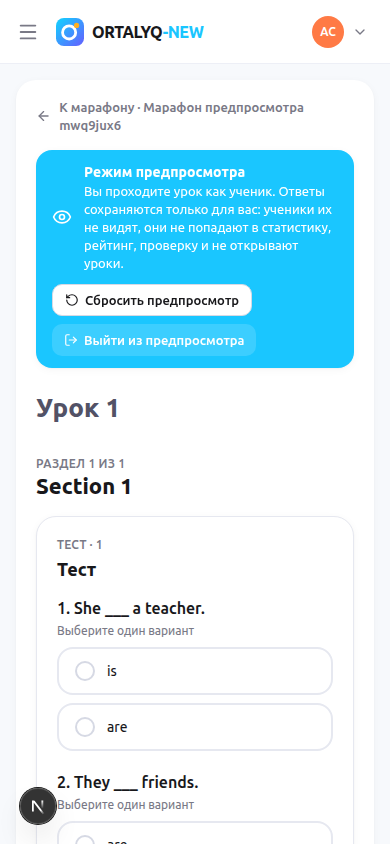 ORTALYQ-NEW
AC
К марафону · Марафон предпросмотра
mwq9jux6
Режим предпросмотра
Вы проходите урок как ученик. Ответы
сохраняются только для вас: ученики их
не видят, они не попадают в статистику,
рейтинг, проверку и не открывают
уроки.
Сбросить предпросмотр
Выйти из предпросмотра
Урок 1
РАЗДЕЛ 1 ИЗ 1
Section 1
ТЕСТ · 1
Тест
1. She ___ a teacher.
Выберите один вариант
is
are
2. They ___ friends.
N
Выберите один вариант
are